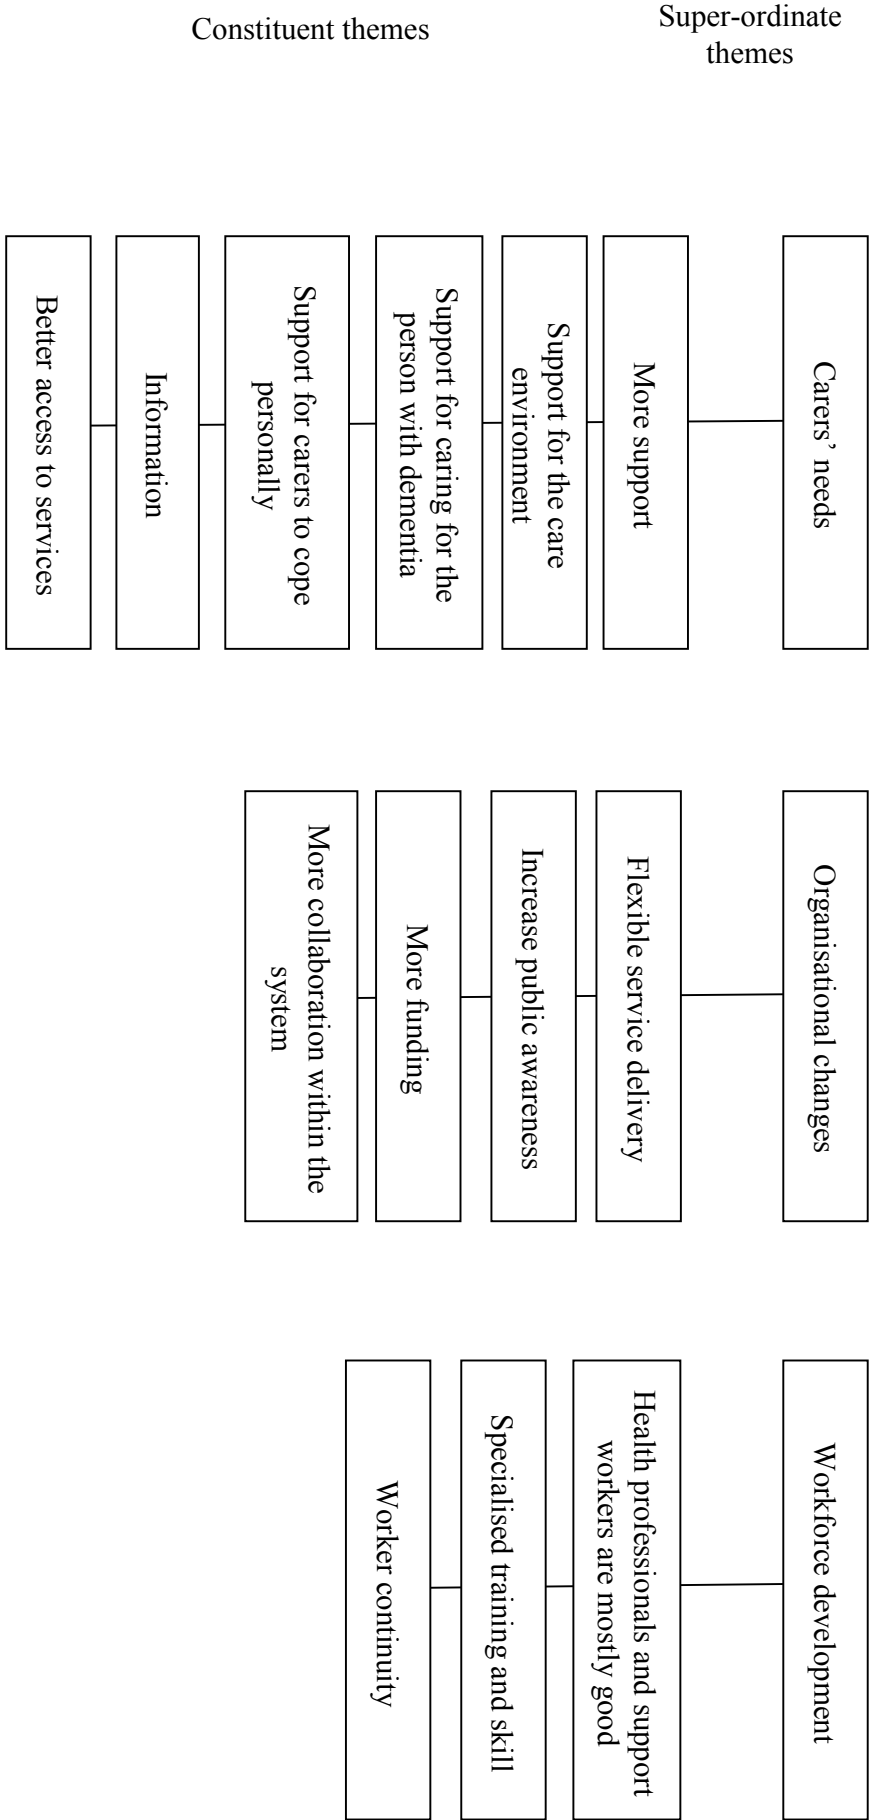 Super-ordinate
themes
Constituent themes
Carers’ needs
More support
Support for the care
environment
Support for caring for the
person with dementia
Support for carers to cope
personally
Information
Better access to services
Organisational changes
Flexible service delivery
Increase public awareness
More funding
More collaboration within the
system
Workforce development
Health professionals and support
workers are mostly good
Specialised training and skill
Worker continuity